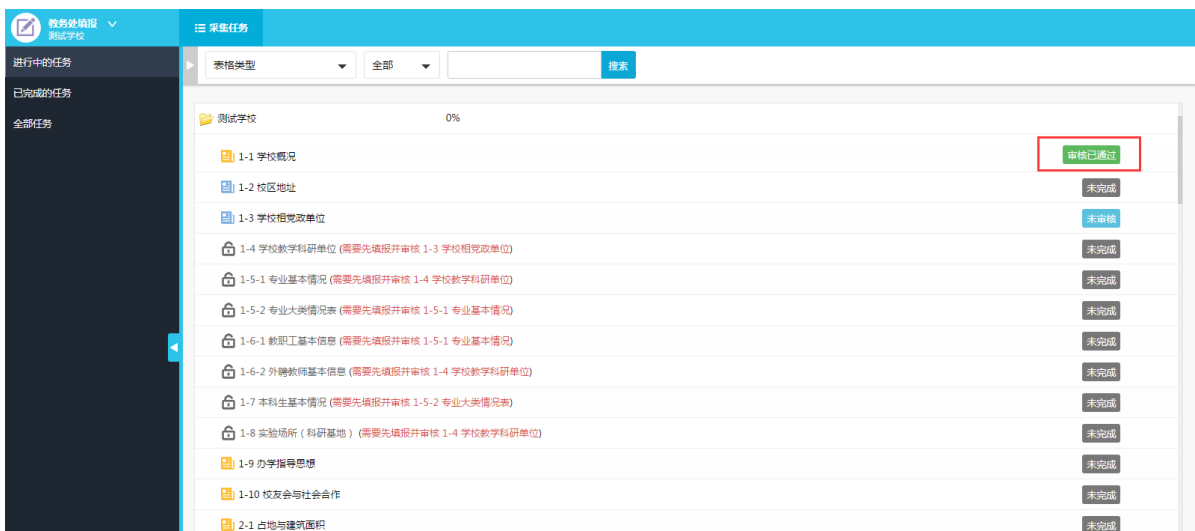 教务处填报
测试学校
采集任务
进行中的任务
已完成的任务
全部任务
表格类型 全部 搜索
测试学校 0%
1-1 学校概况 审核已通过
1-2 校区地址 未完成
1-3 学校相党政单位 未审核
1-4 学校教学科研单位 (需要先填报并审核 1-3 学校相党政单位) 未完成
1-5-1 专业基本情况 (需要先填报并审核 1-4 学校教学科研单位) 未完成
1-5-2 专业大类情况表 (需要先填报并审核 1-5-1 专业基本情况) 未完成
1-6-1 教职工基本信息 (需要先填报并审核 1-5-1 专业基本情况) 未完成
1-6-2 外聘教师基本信息 (需要先填报并审核 1-4 学校教学科研单位) 未完成
1-7 本科生基本情况 (需要先填报并审核 1-5-2 专业大类情况表) 未完成
1-8 实验场所（科研基地） (需要先填报并审核 1-4 学校教学科研单位) 未完成
1-9 办学指导思想 未完成
1-10 校友会与社会合作 未完成
2-1 占地与建筑面积 未完成